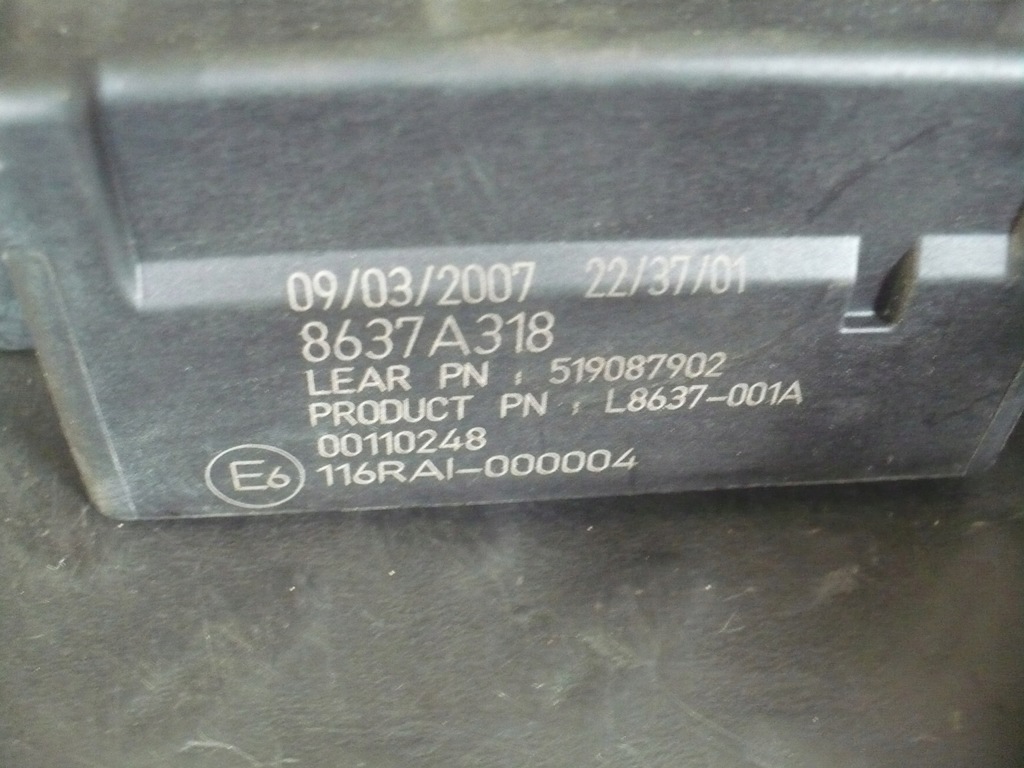 09/03/2007 22/37/01
8637A318
LEAR PN : 519087902
PRODUCT PN : L8637-001A
00110248
E6 116RAI-000004